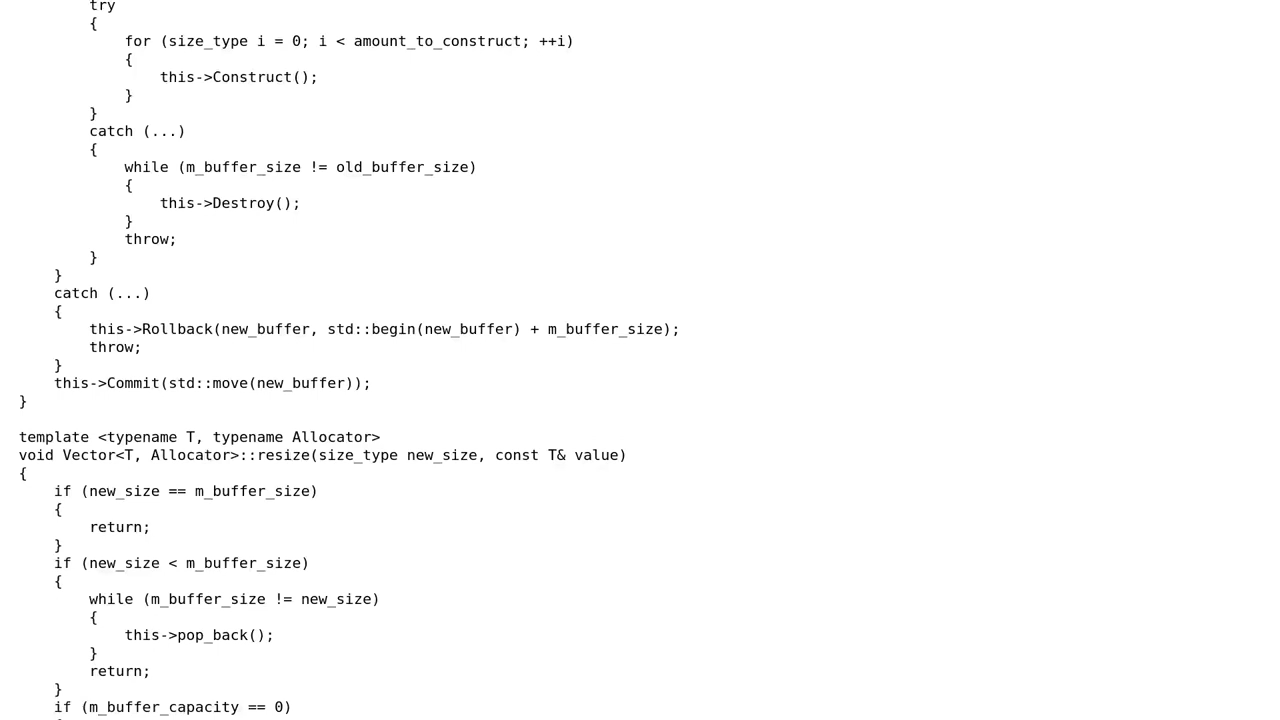 try
        {
            for (size_type i = 0; i < amount_to_construct; ++i)
            {
                this->Construct();
            }
        }
        catch (...)
        {
            while (m_buffer_size != old_buffer_size)
            {
                this->Destroy();
            }
            throw;
        }
    }
    catch (...)
    {
        this->Rollback(new_buffer, std::begin(new_buffer) + m_buffer_size);
        throw;
    }
    this->Commit(std::move(new_buffer));
}

template <typename T, typename Allocator>
void Vector<T, Allocator>::resize(size_type new_size, const T& value)
{
    if (new_size == m_buffer_size)
    {
        return;
    }
    if (new_size < m_buffer_size)
    {
        while (m_buffer_size != new_size)
        {
            this->pop_back();
        }
        return;
    }
    if (m_buffer_capacity == 0)
    {